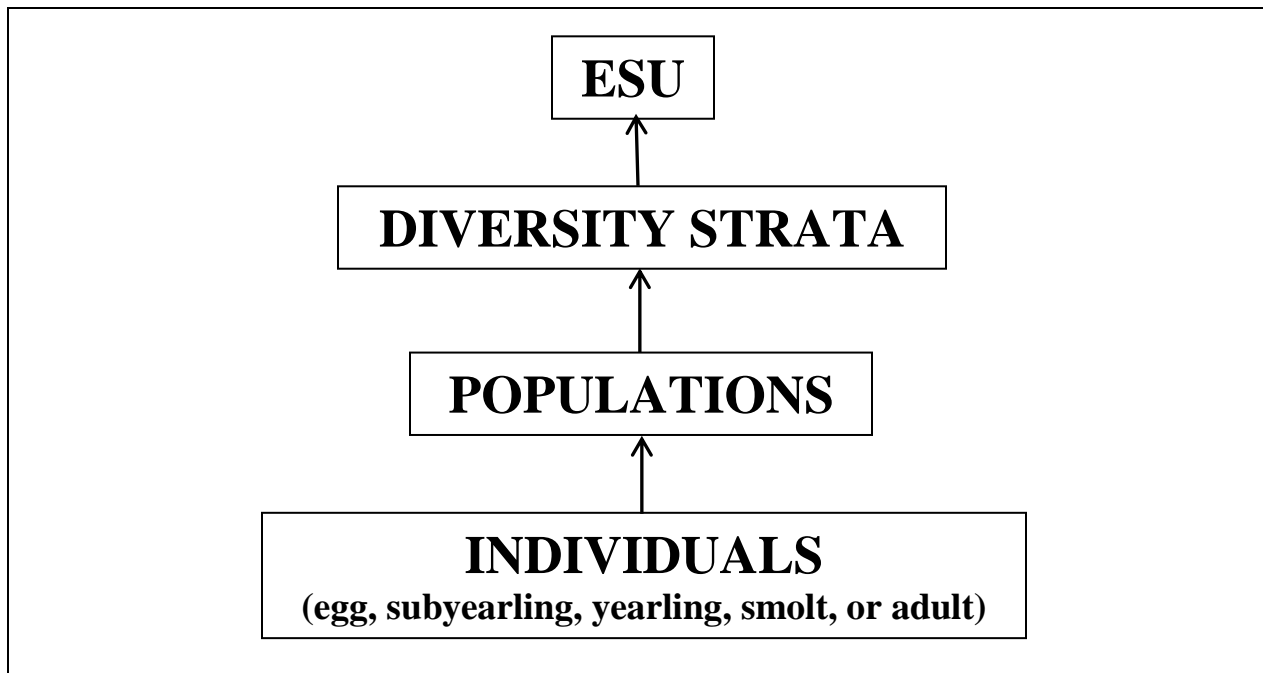 ESU
DIVERSITY STRATA
POPULATIONS
INDIVIDUALS
(egg, subyearling, yearling, smolt, or adult)